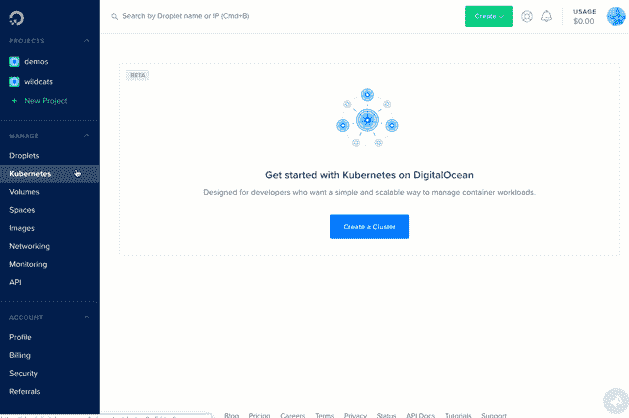 Search by Droplet name or IP (Cmd+B)
Create
USAGE
$0.00
PROJECTS
demos
wildcats
+ New Project
MANAGE
Droplets
Kubernetes
Volumes
Spaces
Images
Networking
Monitoring
API
ACCOUNT
Profile
Billing
Security
Referrals
BETA
Get started with Kubernetes on DigitalOcean
Designed for developers who want a simple and scalable way to manage container workloads.
Create a Cluster
Blog Pricing Careers Terms Privacy Status API Docs Tutorials Support